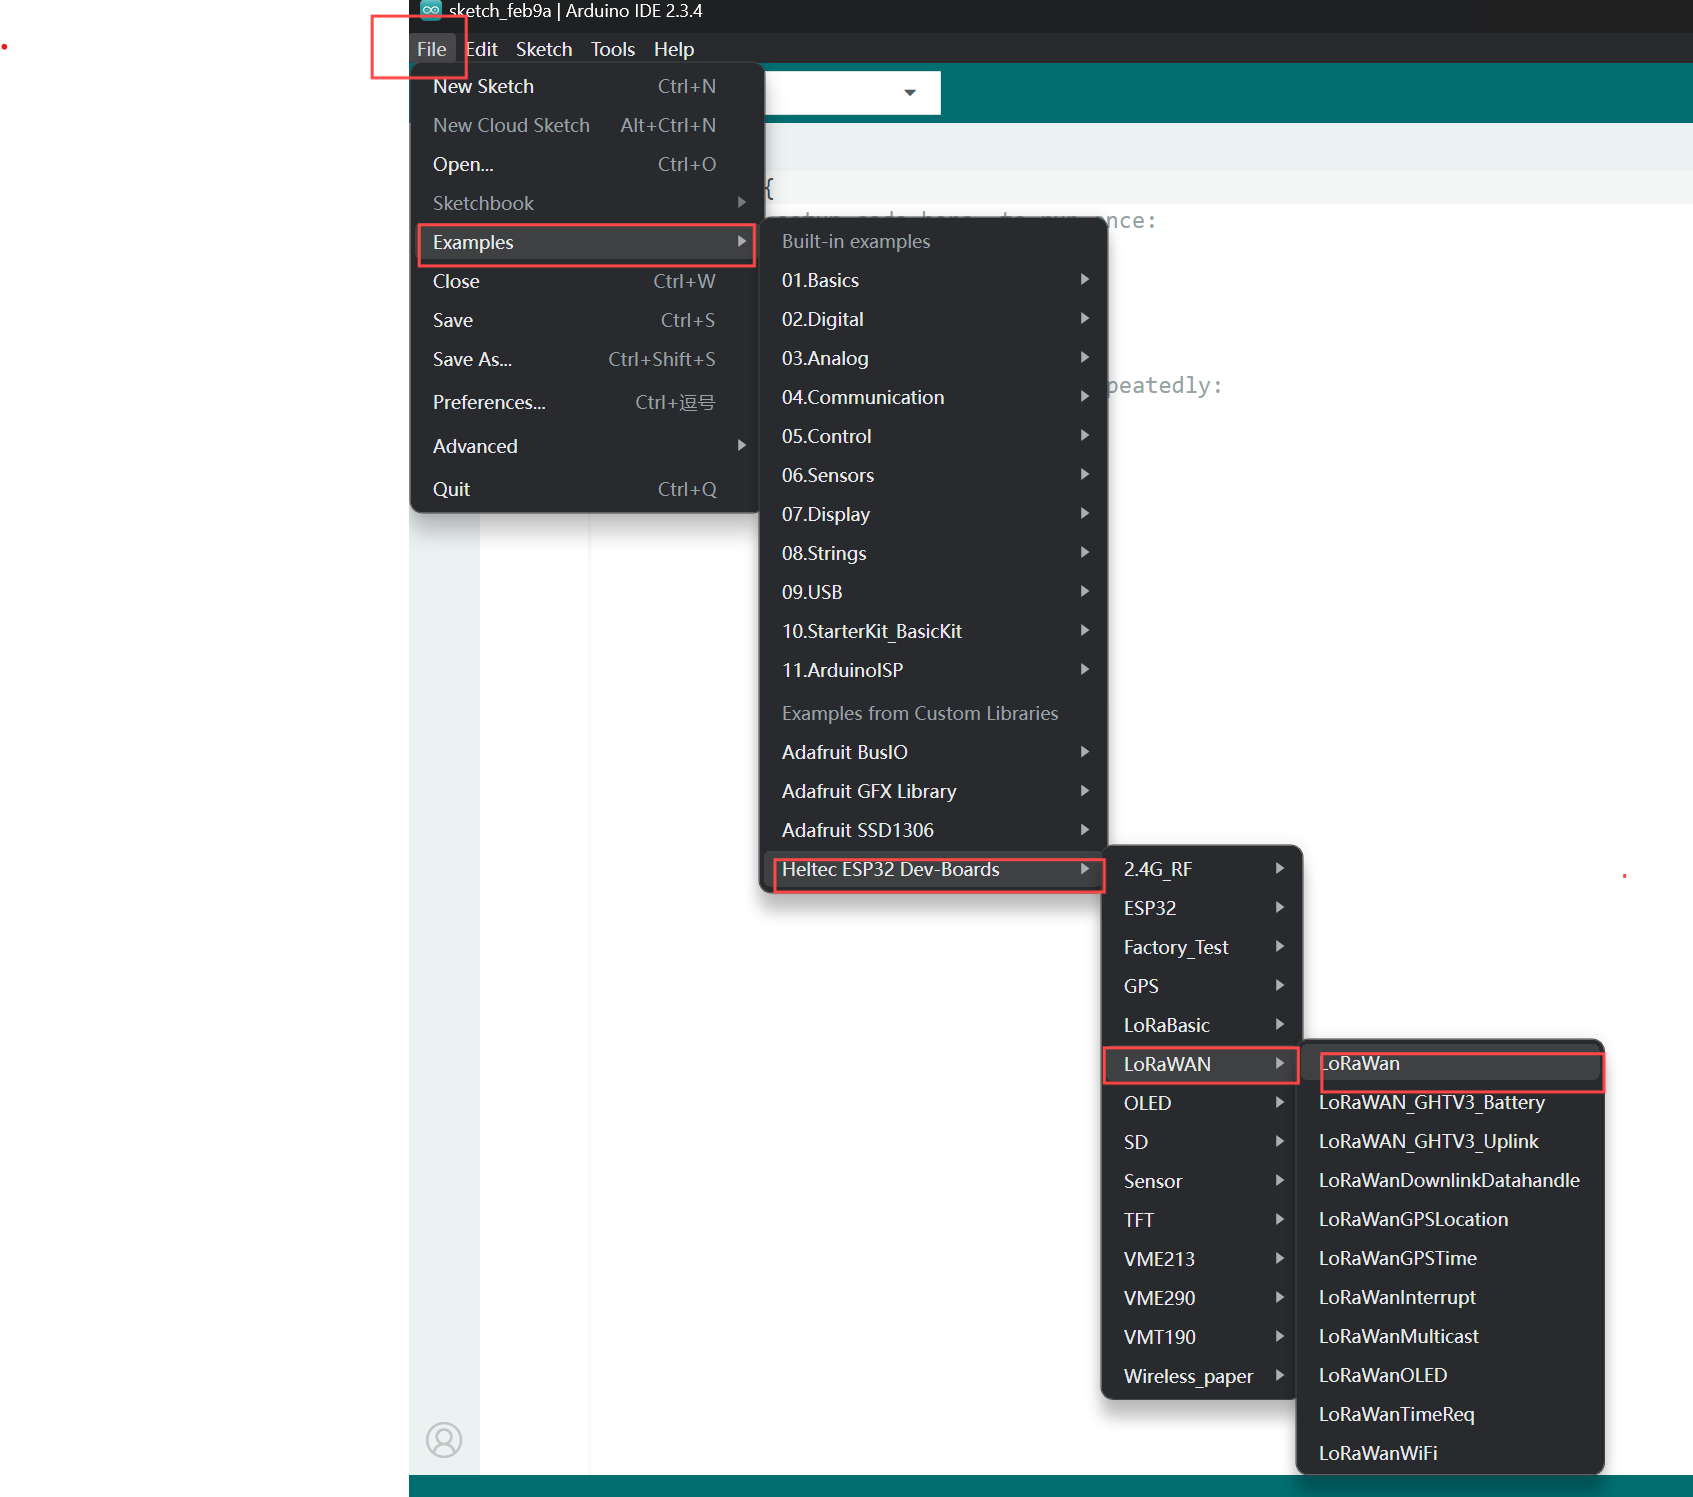 sketch_feb9a | Arduino IDE 2.3.4
File Edit Sketch Tools Help
New Sketch Ctrl+N
New Cloud Sketch Alt+Ctrl+N
Open... Ctrl+O
Sketchbook
Examples
Close Ctrl+W
Save Ctrl+S
Save As... Ctrl+Shift+S
Preferences... Ctrl+逗号
Advanced
Quit Ctrl+Q
{
nce:
peatedly:
Built-in examples
01.Basics
02.Digital
03.Analog
04.Communication
05.Control
06.Sensors
07.Display
08.Strings
09.USB
10.StarterKit_BasicKit
11.ArduinoISP
Examples from Custom Libraries
Adafruit BusIO
Adafruit GFX Library
Adafruit SSD1306
Heltec ESP32 Dev-Boards
2.4G_RF
ESP32
Factory_Test
GPS
LoRaBasic
LoRaWAN
OLED
SD
Sensor
TFT
VME213
VME290
VMT190
Wireless_paper
LoRaWan
LoRaWAN_GHTV3_Battery
LoRaWAN_GHTV3_Uplink
LoRaWanDownlinkDatahandle
LoRaWanGPSLocation
LoRaWanGPSTime
LoRaWanInterrupt
LoRaWanMulticast
LoRaWanOLED
LoRaWanTimeReq
LoRaWanWiFi